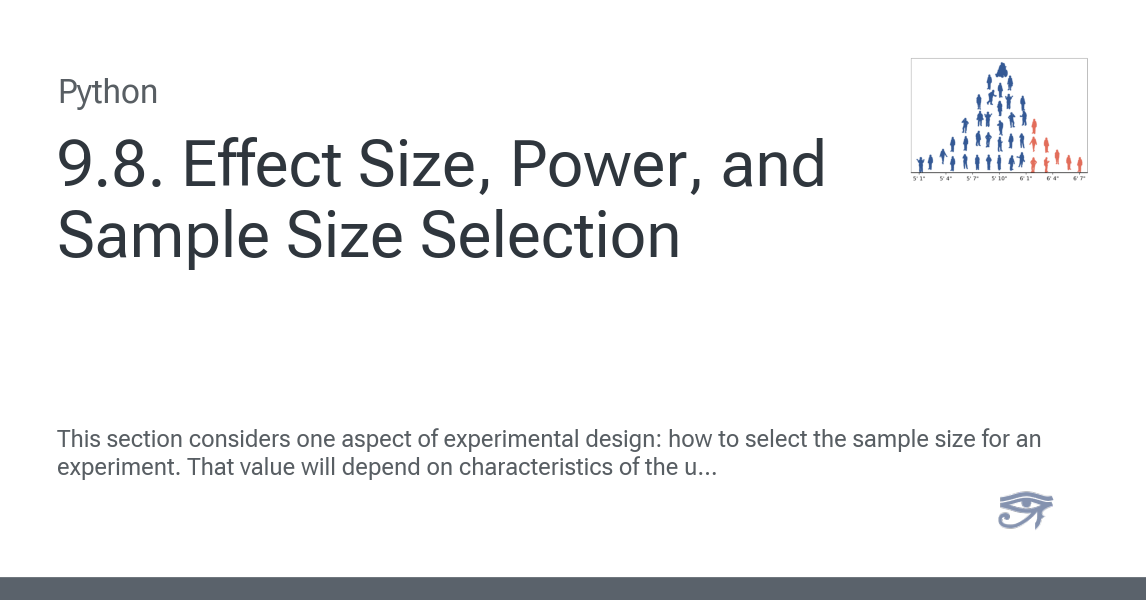 Python
9.8. Effect Size, Power, and
Sample Size Selection
5' 1" 5' 4" 5' 7" 5' 10" 6' 1" 6' 4" 6' 7"
This section considers one aspect of experimental design: how to select the sample size for an
experiment. That value will depend on characteristics of the u...